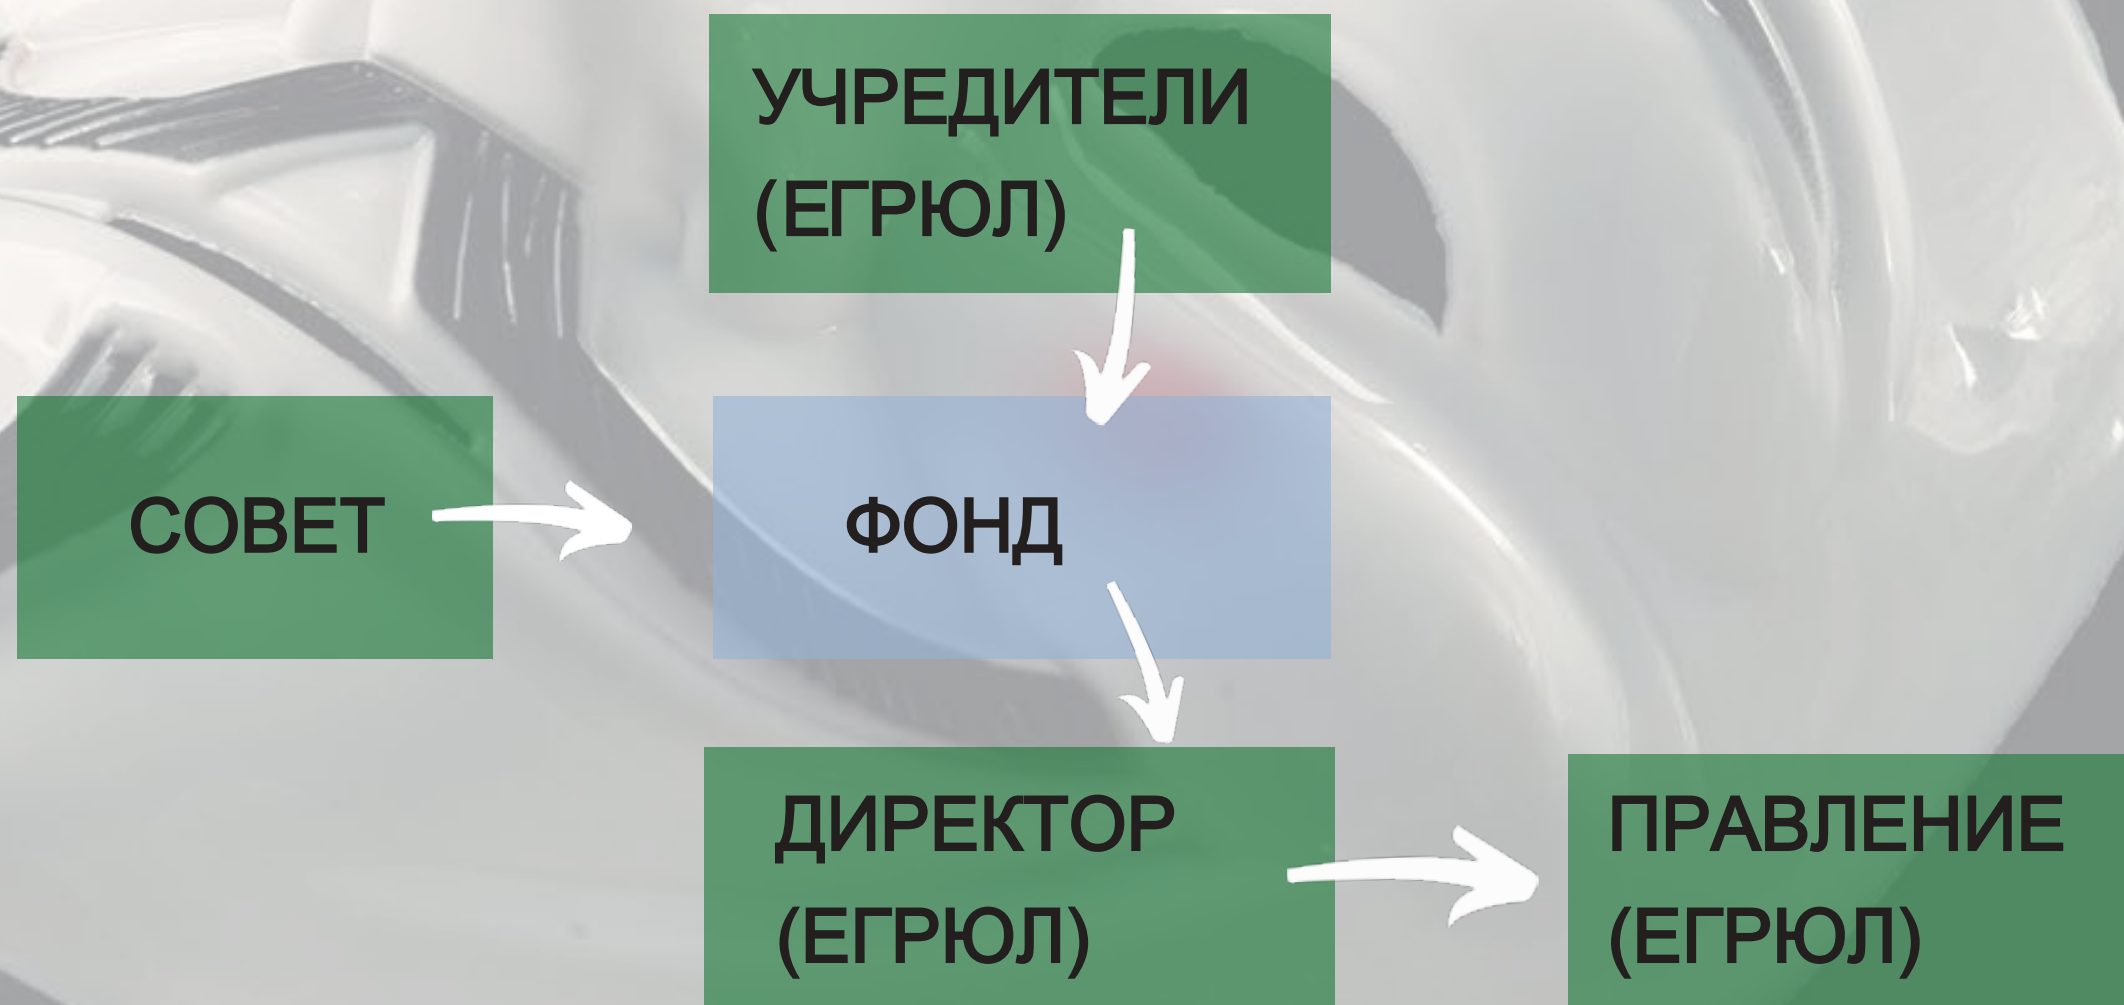 УЧРЕДИТЕЛИ
(ЕГРЮЛ)
СОВЕТ
ФОНД
ДИРЕКТОР
(ЕГРЮЛ)
ПРАВЛЕНИЕ
(ЕГРЮЛ)